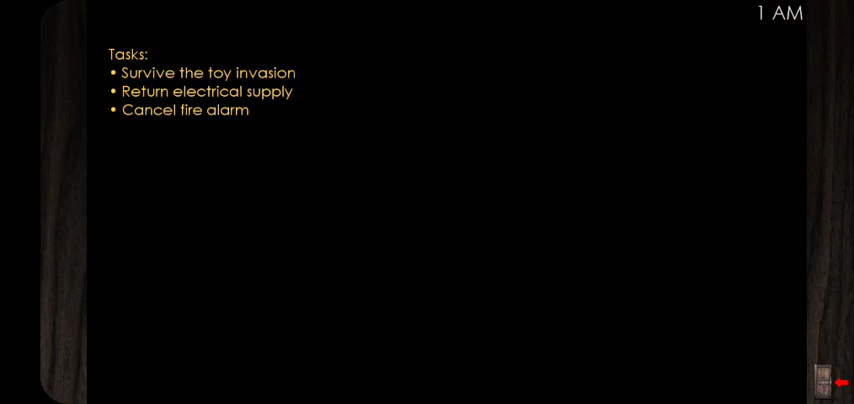 1 AM
Tasks:
• Survive the toy invasion
• Return electrical supply
• Cancel fire alarm